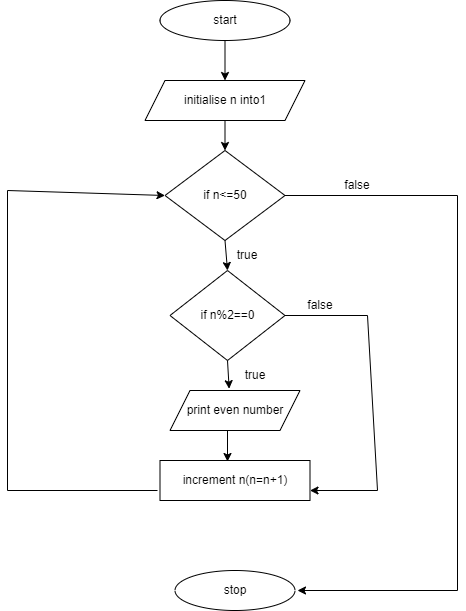 start
initialise n into1
if n<=50
false
true
if n%2==0
false
true
print even number
increment n(n=n+1)
stop